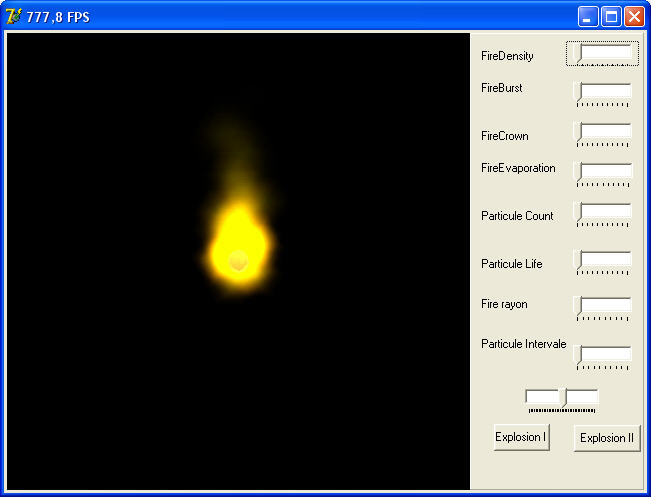 777,8 FPS
FireDensity
FireBurst
FireCrown
FireEvaporation
Particule Count
Particule Life
Fire rayon
Particule Intervale
Explosion I
Explosion II